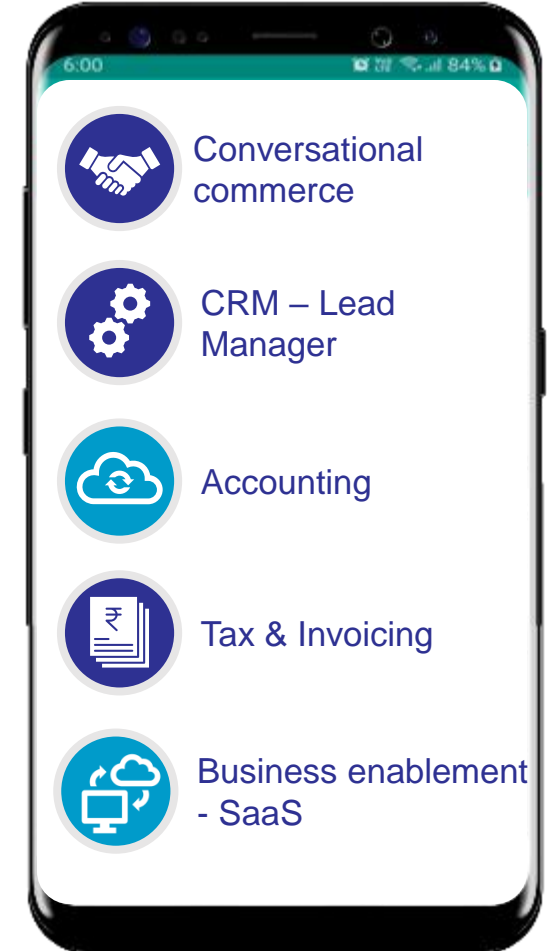 6:00
84%
Conversational
commerce
CRM – Lead
Manager
Accounting
₹
Tax & Invoicing
Business enablement
- SaaS